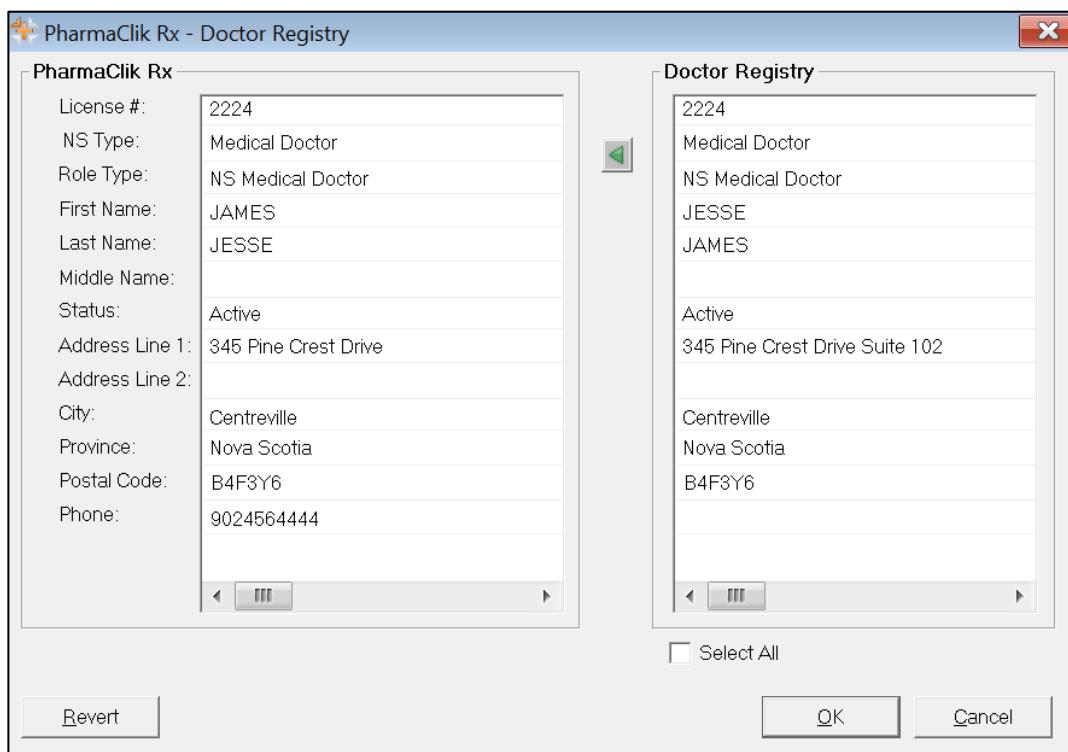 PharmaClik Rx - Doctor Registry
PharmaClik Rx
License #: 2224
NS Type: Medical Doctor
Role Type: NS Medical Doctor
First Name: JAMES
Last Name: JESSE
Middle Name:
Status: Active
Address Line 1: 345 Pine Crest Drive
Address Line 2:
City: Centreville
Province: Nova Scotia
Postal Code: B4F3Y6
Phone: 9024564444
Doctor Registry
2224
Medical Doctor
NS Medical Doctor
JESSE
JAMES
Active
345 Pine Crest Drive Suite 102
Centreville
Nova Scotia
B4F3Y6
Select All
Revert
OK
Cancel